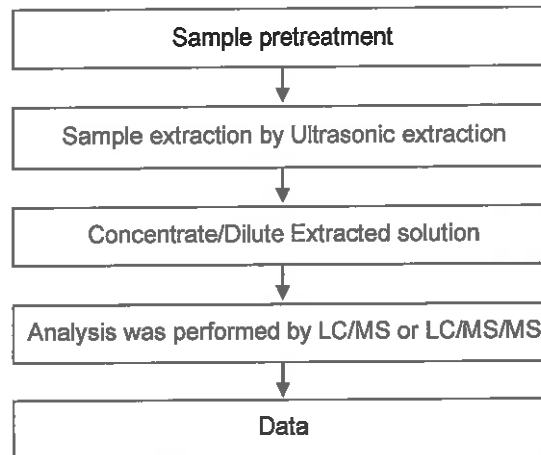 Sample pretreatment
Sample extraction by Ultrasonic extraction
Concentrate/Dilute Extracted solution
Analysis was performed by LC/MS or LC/MS/MS
Data